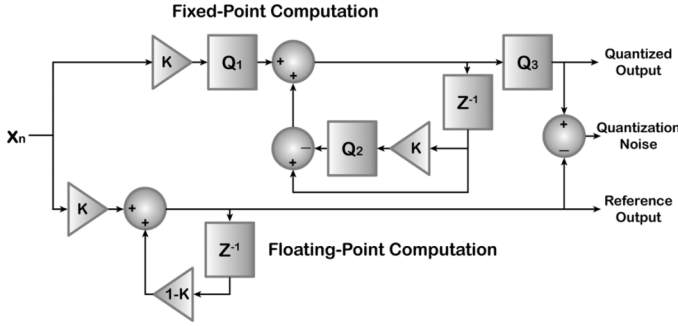 Fixed-Point Computation
K
Q1
+
+
Q3
Quantized
Output
Z-1
+
−
Quantization
Noise
Xn
−
+
Q2
K
K
+
+
Reference
Output
Z-1
Floating-Point Computation
1-K